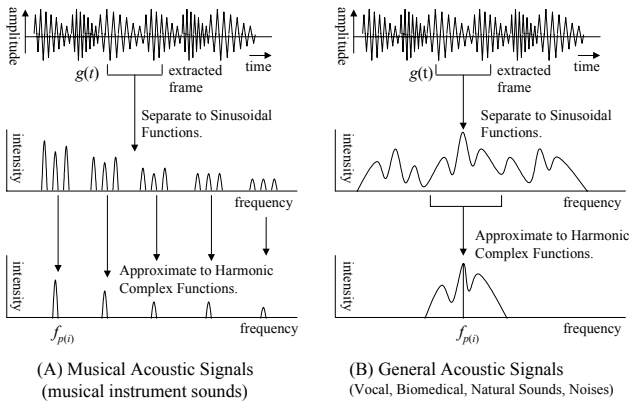 amplitude
g(t)
extracted
frame
time
Separate to Sinusoidal
Functions.
intensity
frequency
Approximate to Harmonic
Complex Functions.
intensity
frequency
f p(i)
(A) Musical Acoustic Signals
(musical instrument sounds)
amplitude
g(t)
extracted
frame
time
Separate to Sinusoidal
Functions.
intensity
frequency
Approximate to Harmonic
Complex Functions.
intensity
frequency
f p(i)
(B) General Acoustic Signals
(Vocal, Biomedical, Natural Sounds, Noises)